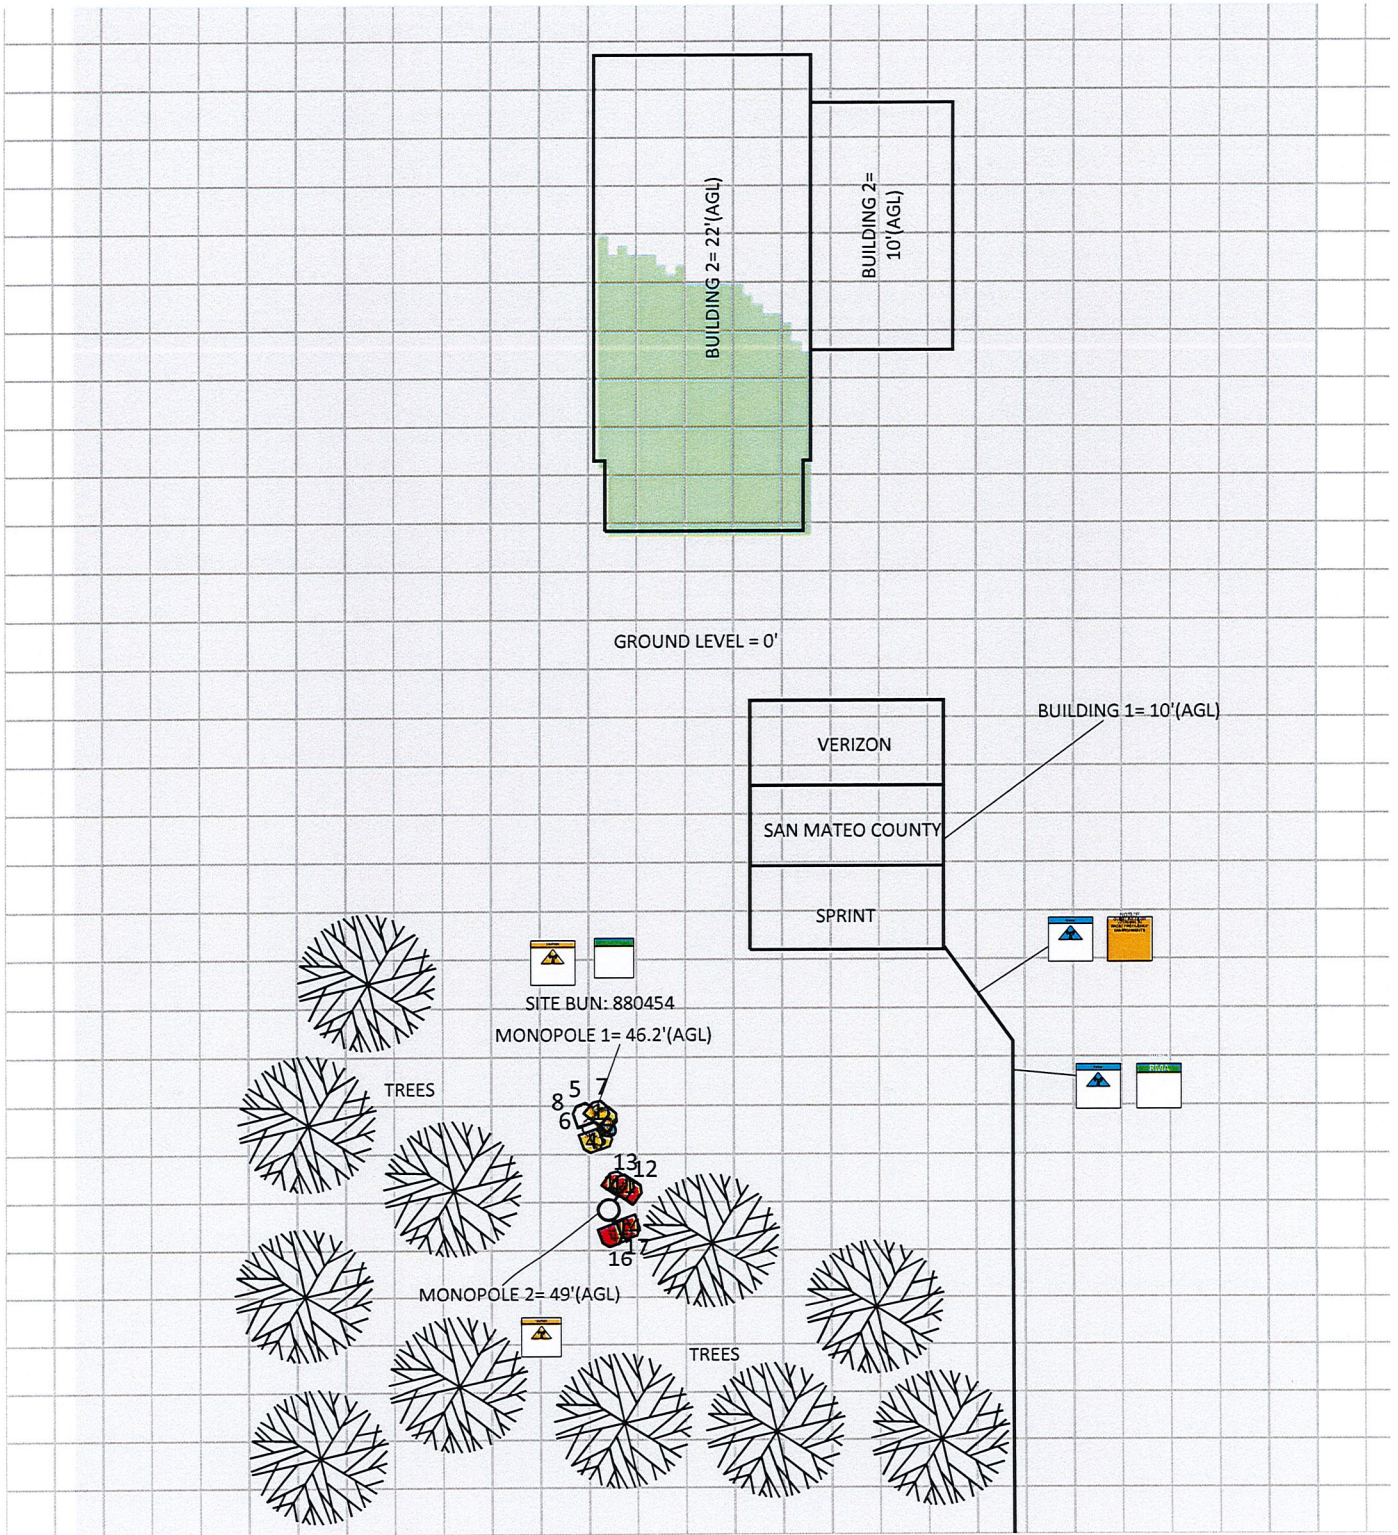 BUILDING 2= 22'(AGL)
BUILDING 2=
10'(AGL)
GROUND LEVEL = 0'
BUILDING 1= 10'(AGL)
VERIZON
SAN MATEO COUNTY
SPRINT
SITE BUN: 880454
MONOPOLE 1= 46.2'(AGL)
RMA
TREES
5
7
8
6
13
12
17
16
MONOPOLE 2= 49'(AGL)
TREES